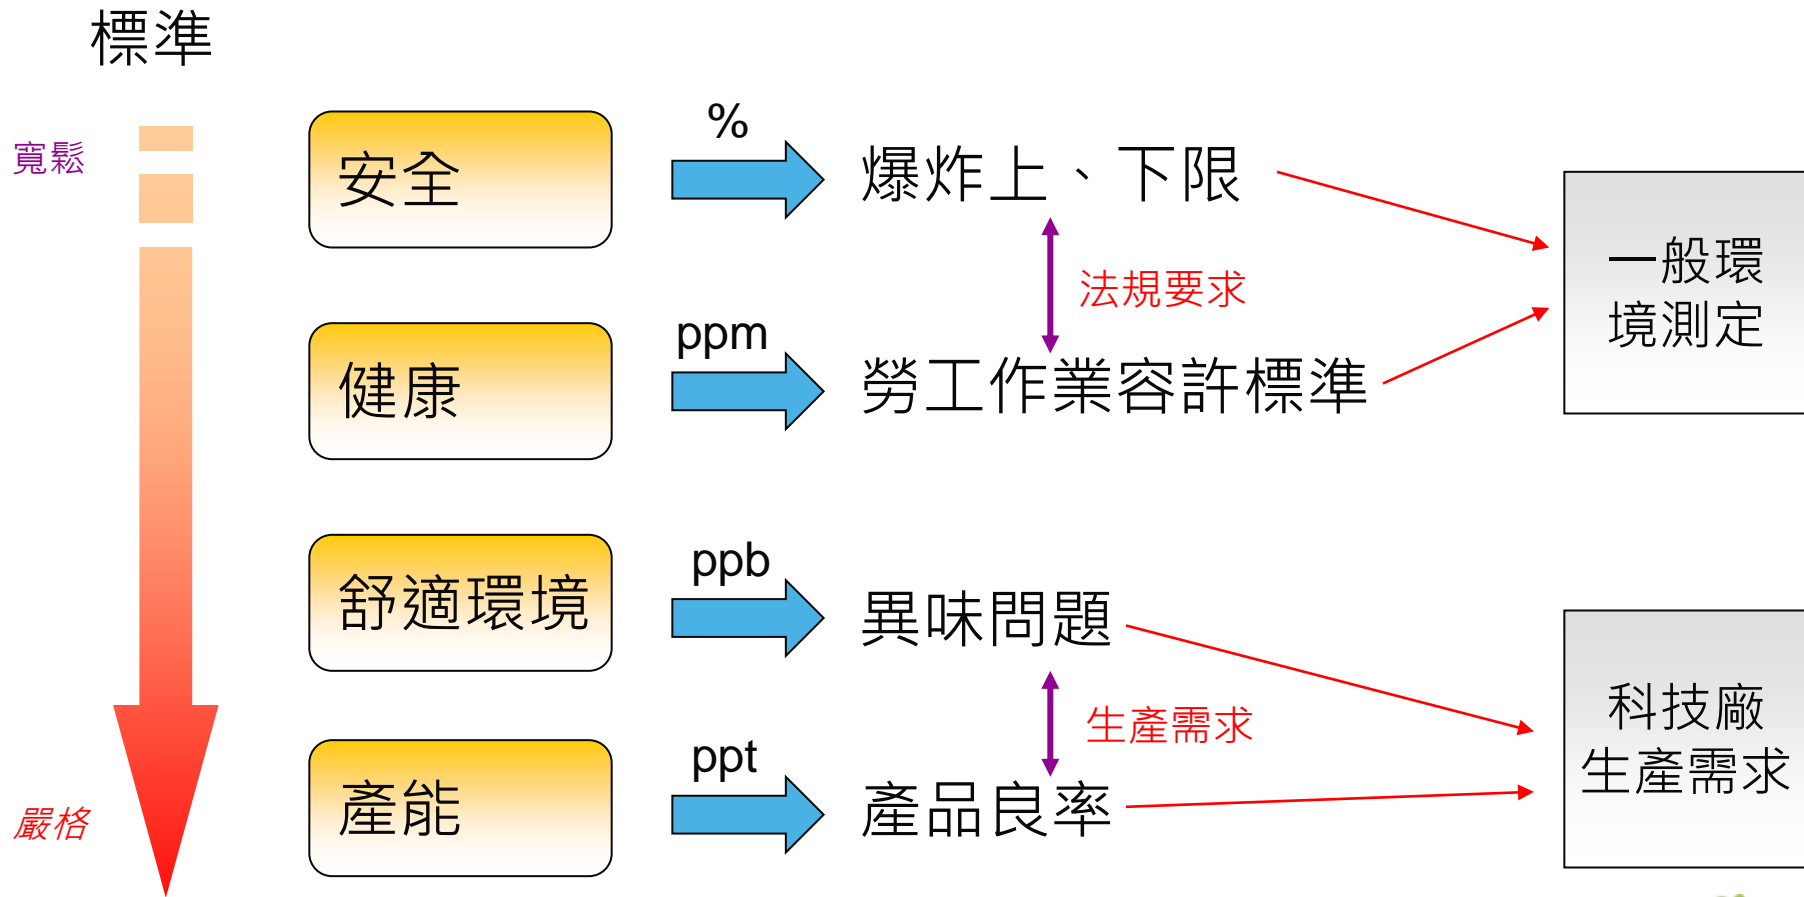 標準
寬鬆
安全
%
爆炸上、下限
法規要求
健康
ppm
勞工作業容許標準
一般環
境測定
舒適環境
ppb
異味問題
生產需求
產能
ppt
產品良率
科技廠
生產需求
嚴格